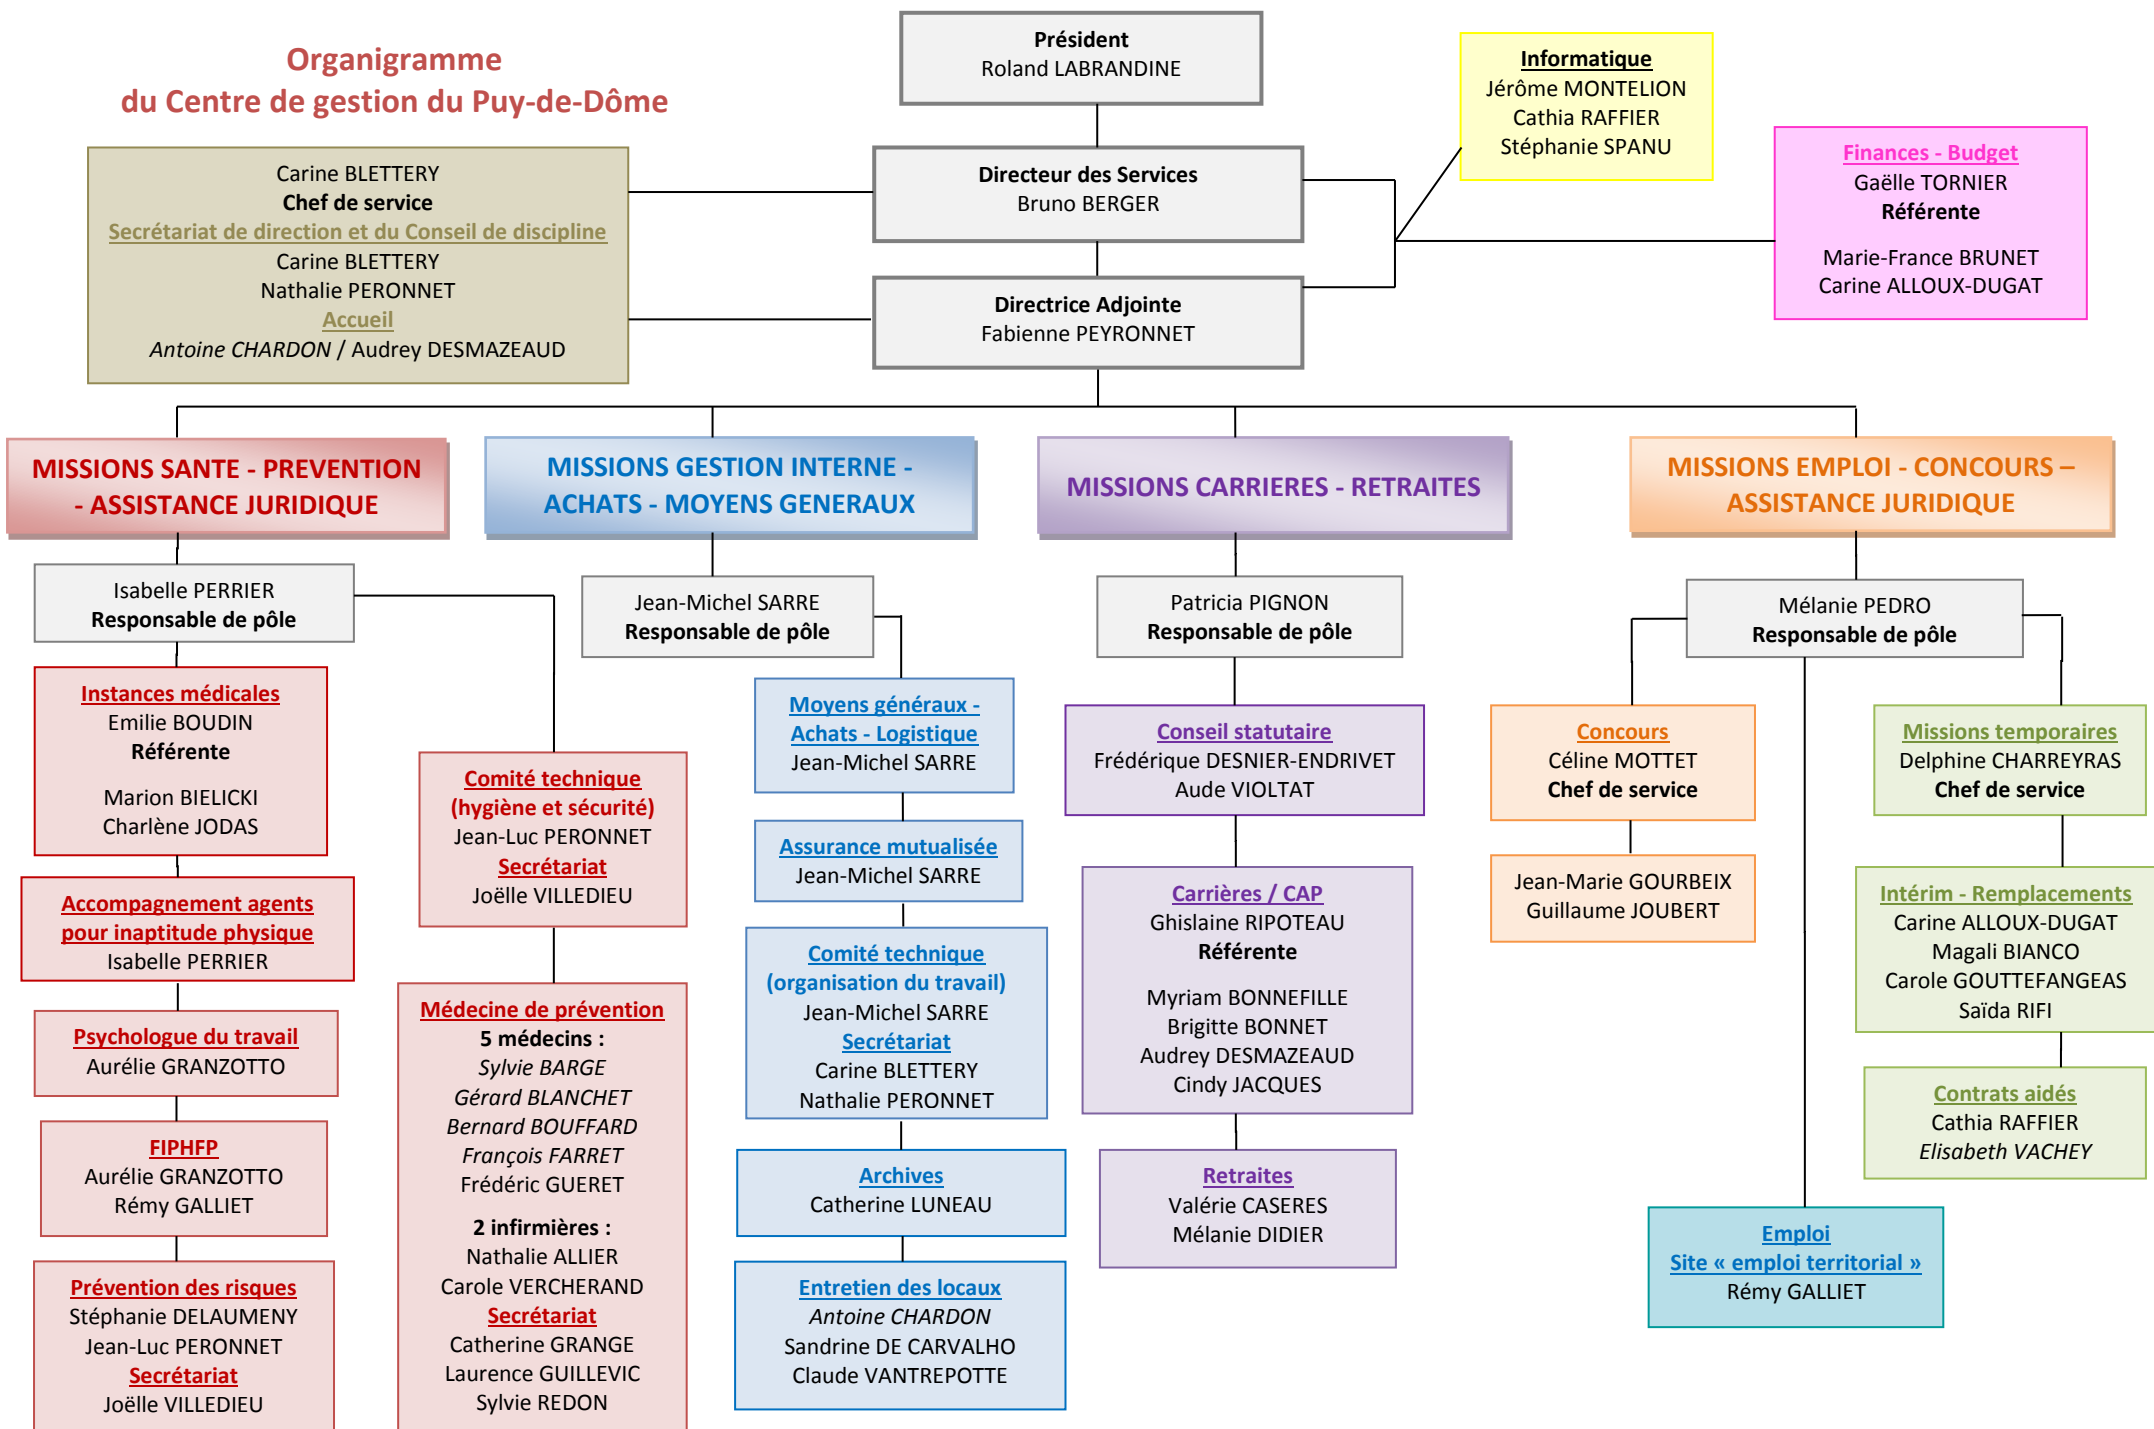 Organigramme
du Centre de gestion du Puy-de-Dôme
Président
Roland LABRANDINE
Informatique
Jérôme MONTELION
Cathia RAFFIER
Stéphanie SPANU
Finances - Budget
Gaëlle TORNIER
Référente
Marie-France BRUNET
Carine ALLOUX-DUGAT
Carine BLETTERY
Chef de service
Secrétariat de direction et du Conseil de discipline
Carine BLETTERY
Nathalie PERONNET
Accueil
Antoine CHARDON / Audrey DESMAZEAUD
Directeur des Services
Bruno BERGER
Directrice Adjointe
Fabienne PEYRONNET
MISSIONS SANTE - PREVENTION
- ASSISTANCE JURIDIQUE
Isabelle PERRIER
Responsable de pôle
Instances médicales
Emilie BOUDIN
Référente
Marion BIELICKI
Charlène JODAS
Accompagnement agents
pour inaptitude physique
Isabelle PERRIER
Psychologue du travail
Aurélie GRANZOTTO
FIPHFP
Aurélie GRANZOTTO
Rémy GALLIET
Prévention des risques
Stéphanie DELAUMENY
Jean-Luc PERONNET
Secrétariat
Joëlle VILLEDIEU
Comité technique
(hygiène et sécurité)
Jean-Luc PERONNET
Secrétariat
Joëlle VILLEDIEU
Médecine de prévention
5 médecins :
Sylvie BARGE
Gérard BLANCHET
Bernard BOUFFARD
François FARRET
Frédéric GUERET
2 infirmières :
Nathalie ALLIER
Carole VERCHERAND
Secrétariat
Catherine GRANGE
Laurence GUILLEVIC
Sylvie REDON
MISSIONS GESTION INTERNE -
ACHATS - MOYENS GENERAUX
Jean-Michel SARRE
Responsable de pôle
Moyens généraux -
Achats - Logistique
Jean-Michel SARRE
Assurance mutualisée
Jean-Michel SARRE
Comité technique
(organisation du travail)
Jean-Michel SARRE
Secrétariat
Carine BLETTERY
Nathalie PERONNET
Archives
Catherine LUNEAU
Entretien des locaux
Antoine CHARDON
Sandrine DE CARVALHO
Claude VANTREPOTTE
MISSIONS CARRIERES - RETRAITES
Patricia PIGNON
Responsable de pôle
Conseil statutaire
Frédérique DESNIER-ENDRIVET
Aude VIOLTAT
Carrières / CAP
Ghislaine RIPOTEAU
Référente
Myriam BONNEFILLE
Brigitte BONNET
Audrey DESMAZEAUD
Cindy JACQUES
Retraites
Valérie CASERES
Mélanie DIDIER
MISSIONS EMPLOI - CONCOURS –
ASSISTANCE JURIDIQUE
Mélanie PEDRO
Responsable de pôle
Concours
Céline MOTTET
Chef de service
Jean-Marie GOURBEIX
Guillaume JOUBERT
Missions temporaires
Delphine CHARREYRAS
Chef de service
Intérim - Remplacements
Carine ALLOUX-DUGAT
Magali BIANCO
Carole GOUTTEFANGEAS
Saïda RIFI
Contrats aidés
Cathia RAFFIER
Elisabeth VACHEY
Emploi
Site « emploi territorial »
Rémy GALLIET